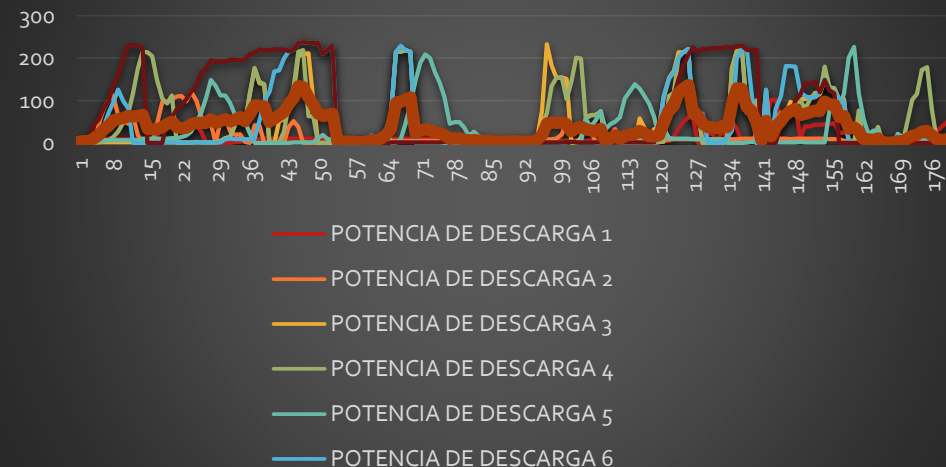 300
200
100
0
1 8 15 22 29 36 43 50 57 64 71 78 85 92 99 106 113 120 127 134 141 148 155 162 169 176
POTENCIA DE DESCARGA 1
POTENCIA DE DESCARGA 2
POTENCIA DE DESCARGA 3
POTENCIA DE DESCARGA 4
POTENCIA DE DESCARGA 5
POTENCIA DE DESCARGA 6